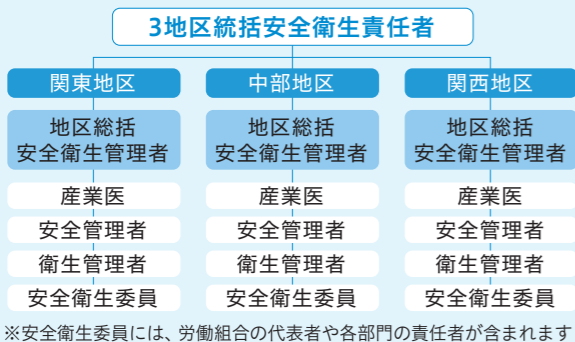 3地区統括安全衛生責任者
関東地区
中部地区
関西地区
地区総括
安全衛生管理者
地区総括
安全衛生管理者
地区総括
安全衛生管理者
産業医
産業医
産業医
安全管理者
安全管理者
安全管理者
衛生管理者
衛生管理者
衛生管理者
安全衛生委員
安全衛生委員
安全衛生委員
※安全衛生委員には、労働組合の代表者や各部門の責任者が含まれます